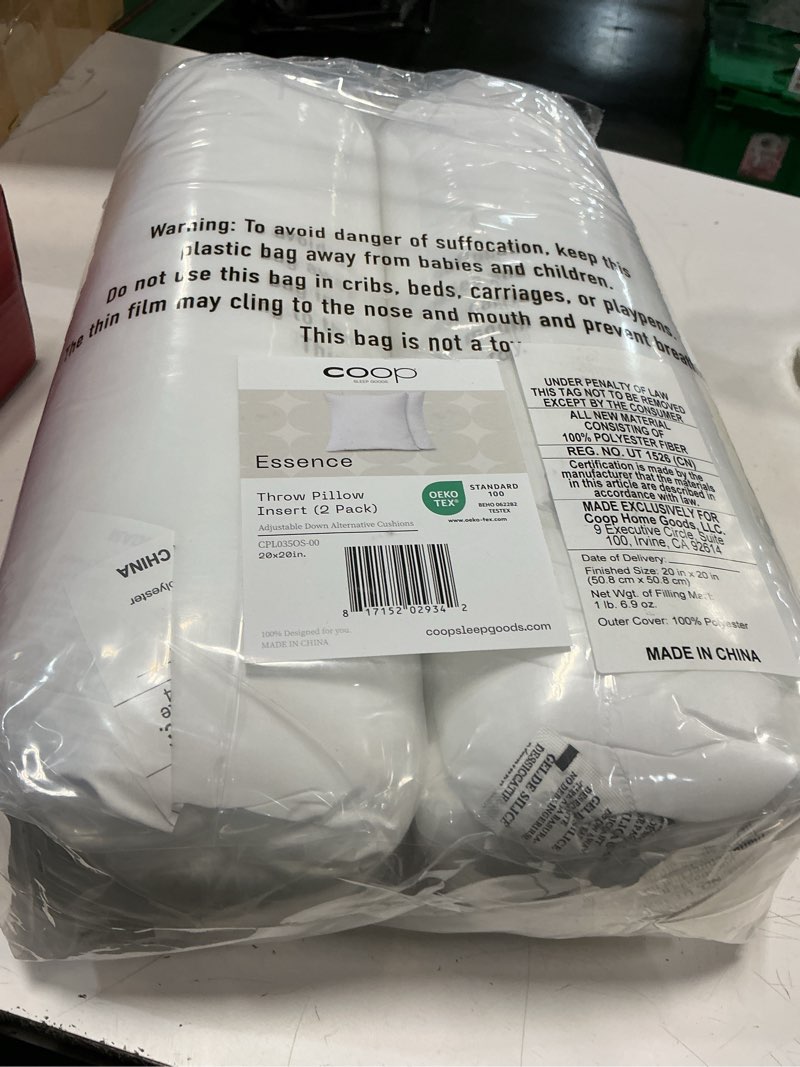 Warning: To avoid danger of suffocation, keep this
plastic bag away from babies and children.
Do not use this bag in cribs, beds, carriages, or playpens.
The thin film may cling to the nose and mouth and prevent
This bag is not a
coop
SLEEP GOODS
Essence
Throw Pillow
Insert (2 Pack)
Adjustable Down Alternative Cushions
CPL035OS-00
20x20in.
OEKO
TEX®
STANDARD
100
BEHO 062282
TESTEX
www.oeko-tex.com
8 17152 02934 2
100% Designed for you.
MADE IN CHINA
coopsleepgoods.com
UNDER PENALTY OF LAW
THIS TAG NOT TO BE REMOVED
EXCEPT BY THE CONSUMER
ALL NEW MATERIAL
CONSISTING OF
100% POLYESTER FIBER
REG. NO. UT 1526 (CN)
Certification is made by the
manufacturer that the materials
in this article are described in
accordance with law.
MADE EXCLUSIVELY FOR
Coop Home Goods, LLC.
9 Executive Circle, Suite
100, Irvine, CA 92614
Date of Delivery:
Finished Size: 20 in x 20 in
(50.8 cm x 50.8 cm)
Net Wgt. of Filling
1 lb. 6.9 oz.
Outer Cover: 100% Polyester
MADE IN CHINA
CHINA
GEL DE SILICE